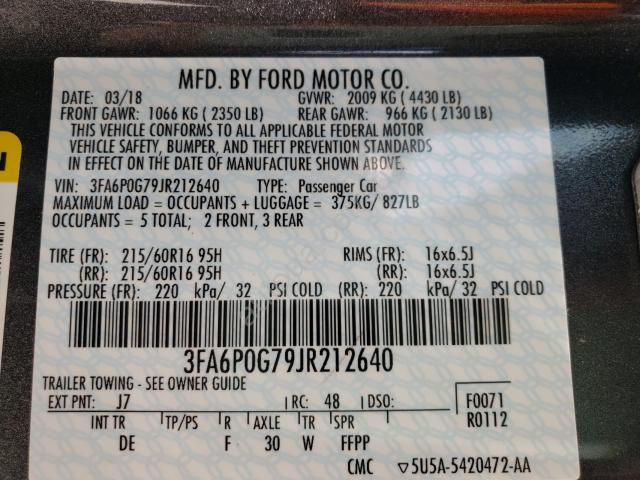 MFD. BY FORD MOTOR CO.
DATE: 03/18 GVWR: 2009 KG ( 4430 LB)
FRONT GAWR: 1066 KG ( 2350 LB) REAR GAWR: 966 KG ( 2130 LB)
THIS VEHICLE CONFORMS TO ALL APPLICABLE FEDERAL MOTOR
VEHICLE SAFETY, BUMPER, AND THEFT PREVENTION STANDARDS
IN EFFECT ON THE DATE OF MANUFACTURE SHOWN ABOVE.
VIN: 3FA6P0G79JR212640 TYPE: Passenger Car
MAXIMUM LOAD = OCCUPANTS + LUGGAGE = 375KG/ 827LB
OCCUPANTS = 5 TOTAL; 2 FRONT, 3 REAR
TIRE (FR): 215/60R16 95H RIMS (FR): 16x6.5J
(RR): 215/60R16 95H (RR): 16x6.5J
PRESSURE (FR): 220 kPa/ 32 PSI COLD (RR): 220 kPa/ 32 PSI COLD
3FA6P0G79JR212640
TRAILER TOWING - SEE OWNER GUIDE
EXT PNT: J7 RC: 48 DSO: F0071
R0112
INT TR TP/PS R AXLE TR SPR
DE F 30 W FFPP
CMC ▽5U5A-5420472-AA